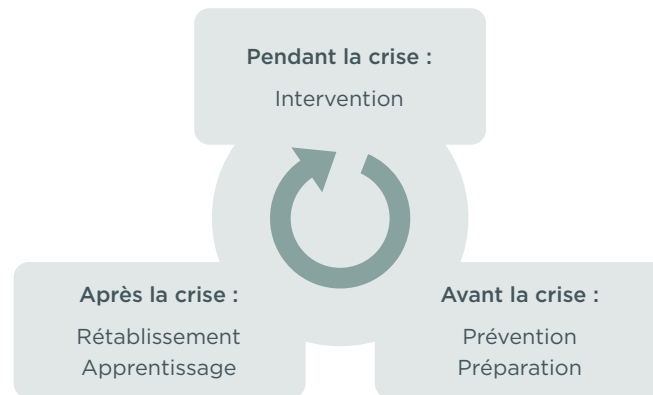 Pendant la crise :
Intervention
Après la crise :
Rétablissement
Apprentissage
Avant la crise :
Prévention
Préparation